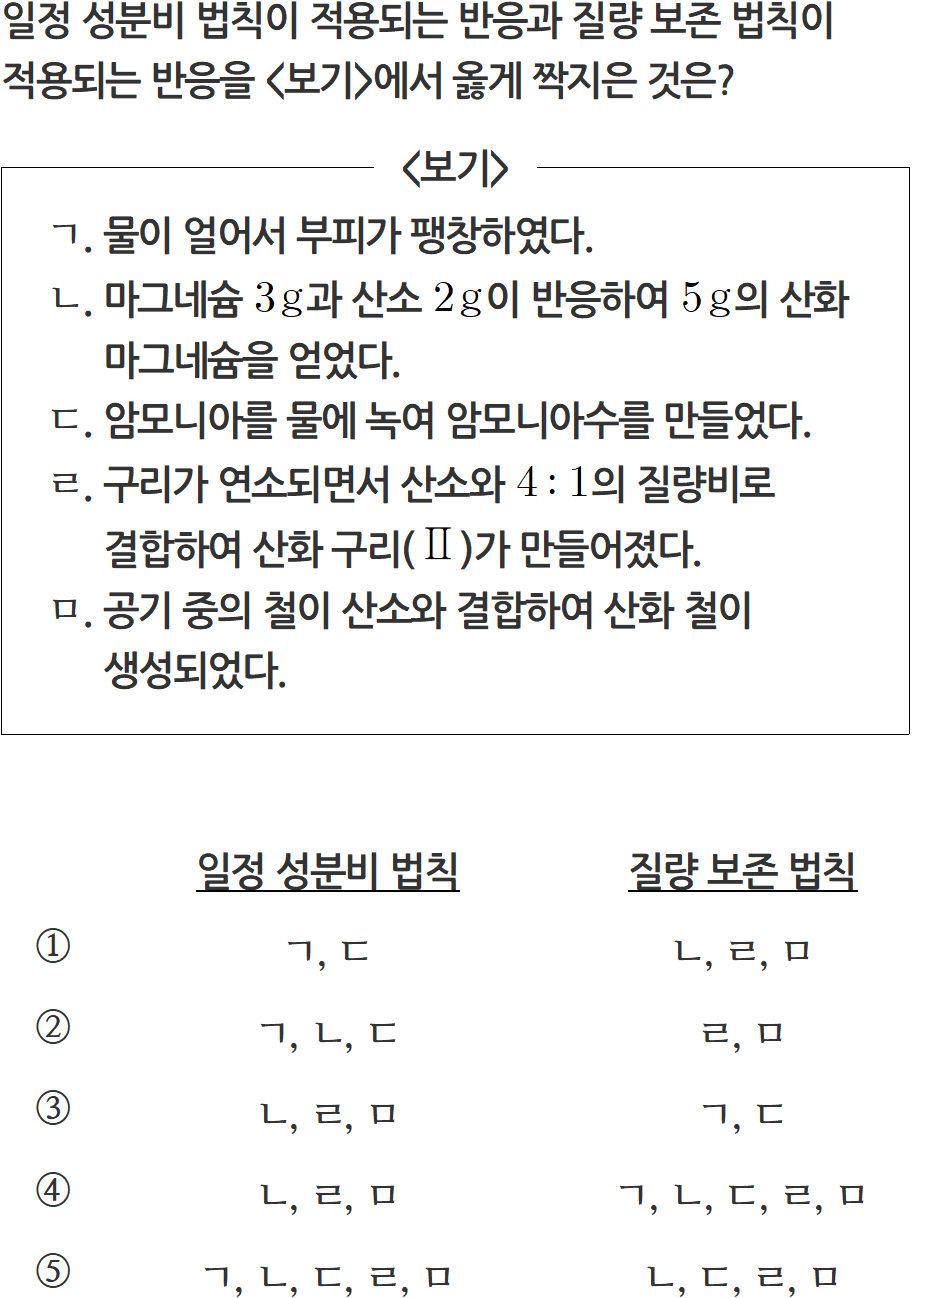 일정 성분비 법칙이 적용되는 반응과 질량 보존 법칙이
적용되는 반응을 <보기>에서 옳게 짝지은 것은?
<보기>
ㄱ. 물이 얼어서 부피가 팽창하였다.
ㄴ. 마그네슘 3 g과 산소 2 g이 반응하여 5 g의 산화
마그네슘을 얻었다.
ㄷ. 암모니아를 물에 녹여 암모니아수를 만들었다.
ㄹ. 구리가 연소되면서 산소와 4 : 1의 질량비로
결합하여 산화 구리(Ⅱ)가 만들어졌다.
ㅁ. 공기 중의 철이 산소와 결합하여 산화 철이
생성되었다.
일정 성분비 법칙 질량 보존 법칙
① ㄱ, ㄷ ㄴ, ㄹ, ㅁ
② ㄱ, ㄴ, ㄷ ㄹ, ㅁ
③ ㄴ, ㄹ, ㅁ ㄱ, ㄷ
④ ㄴ, ㄹ, ㅁ ㄱ, ㄴ, ㄷ, ㄹ, ㅁ
⑤ ㄱ, ㄴ, ㄷ, ㄹ, ㅁ ㄴ, ㄷ, ㄹ, ㅁ